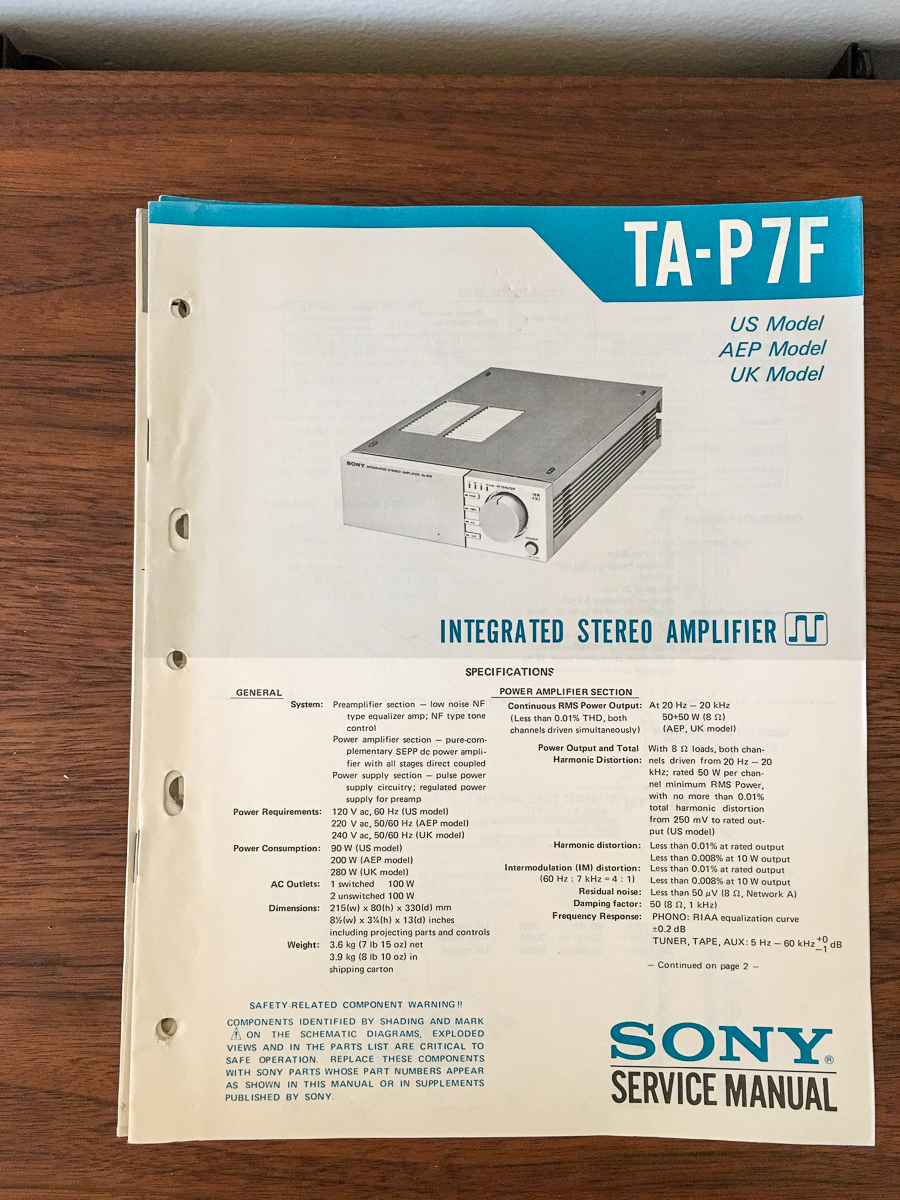 TA-P7F
US Model
AEP Model
UK Model
SONY INTEGRATED STEREO AMPLIFIER
ATTENUATOR
POWER
INTEGRATED STEREO AMPLIFIER
SPECIFICATIONS
GENERAL
System: Preamplifier section — low noise NF
type equalizer amp; NF type tone
control
Power amplifier section — pure-com-
plementary SEPP dc power ampli-
fier with all stages direct coupled
Power supply section — pulse power
supply circuitry; regulated power
supply for preamp
Power Requirements: 120 V ac, 60 Hz (US model)
220 V ac, 50/60 Hz (AEP model)
240 V ac, 50/60 Hz (UK model)
Power Consumption: 90 W (US model)
200 W (AEP model)
280 W (UK model)
AC Outlets: 1 switched 100 W
2 unswitched 100 W
Dimensions: 215(w) x 80(h) x 330(d) mm
8½(w) x 3¼(h) x 13(d) inches
including projecting parts and controls
Weight: 3.6 kg (7 lb 15 oz) net
3.9 kg (8 lb 10 oz) in
shipping carton
POWER AMPLIFIER SECTION
Continuous RMS Power Output: At 20 Hz — 20 kHz
(Less than 0.01% THD, both 50+50 W (8 Ω)
channels driven simultaneously) (AEP, UK model)
Power Output and Total With 8 Ω loads, both chan-
Harmonic Distortion: nels driven from 20 Hz — 20
kHz; rated 50 W per chan-
nel minimum RMS Power,
with no more than 0.01%
total harmonic distortion
from 250 mV to rated out-
put (US model)
Harmonic distortion: Less than 0.01% at rated output
Less than 0.008% at 10 W output
Intermodulation (IM) distortion: Less than 0.01% at rated output
(60 Hz : 7 kHz = 4 : 1) Less than 0.008% at 10 W output
Residual noise: Less than 50 μV (8 Ω, Network A)
Damping factor: 50 (8 Ω, 1 kHz)
Frequency Response: PHONO: RIAA equalization curve
±0.2 dB
TUNER, TAPE, AUX: 5 Hz — 60 kHz +0 −1 dB
— Continued on page 2 —
SAFETY-RELATED COMPONENT WARNING!!
COMPONENTS IDENTIFIED BY SHADING AND MARK
⚠ ON THE SCHEMATIC DIAGRAMS, EXPLODED
VIEWS AND IN THE PARTS LIST ARE CRITICAL TO
SAFE OPERATION. REPLACE THESE COMPONENTS
WITH SONY PARTS WHOSE PART NUMBERS APPEAR
AS SHOWN IN THIS MANUAL OR IN SUPPLEMENTS
PUBLISHED BY SONY.
SONY®
SERVICE MANUAL